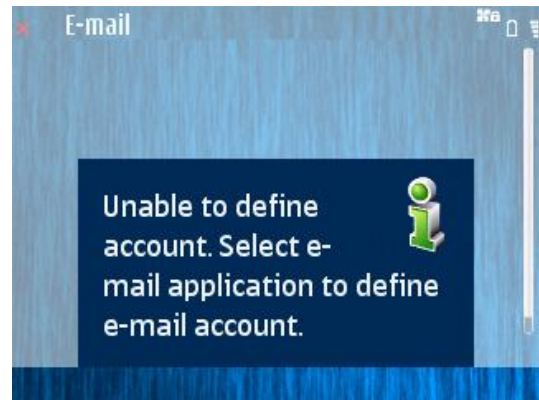 E-mail
Unable to define
account. Select e-
mail application to define
e-mail account.